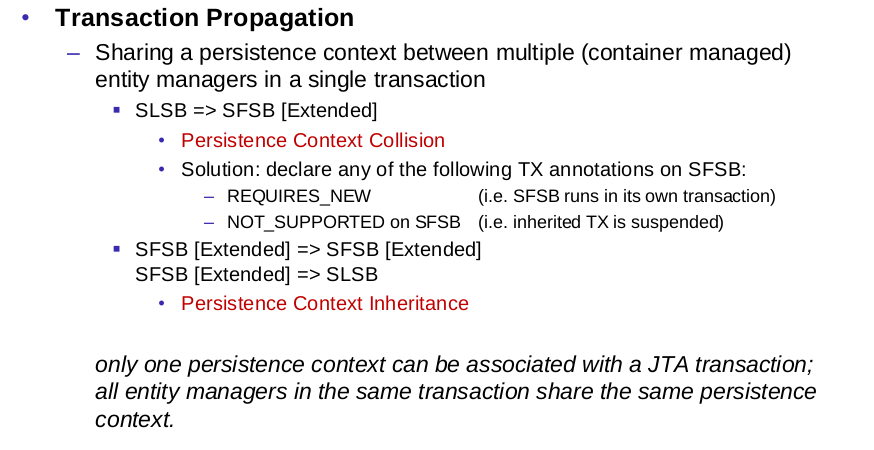 • Transaction Propagation
– Sharing a persistence context between multiple (container managed)
entity managers in a single transaction
▪ SLSB => SFSB [Extended]
• Persistence Context Collision
• Solution: declare any of the following TX annotations on SFSB:
– REQUIRES_NEW (i.e. SFSB runs in its own transaction)
– NOT_SUPPORTED on SFSB (i.e. inherited TX is suspended)
▪ SFSB [Extended] => SFSB [Extended]
SFSB [Extended] => SLSB
• Persistence Context Inheritance
only one persistence context can be associated with a JTA transaction;
all entity managers in the same transaction share the same persistence
context.